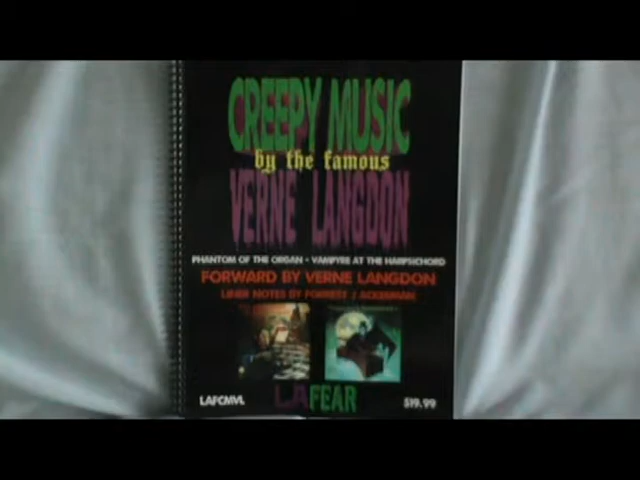 CREEPY MUSIC
by the famous
VERNE LANGDON
PHANTOM OF THE ORGAN • VAMPYRE AT THE HARPSICHORD
FORWARD BY VERNE LANGDON
LINER NOTES BY FORREST J ACKERMAN
LAFEAR
LAFCMVL
$19.99